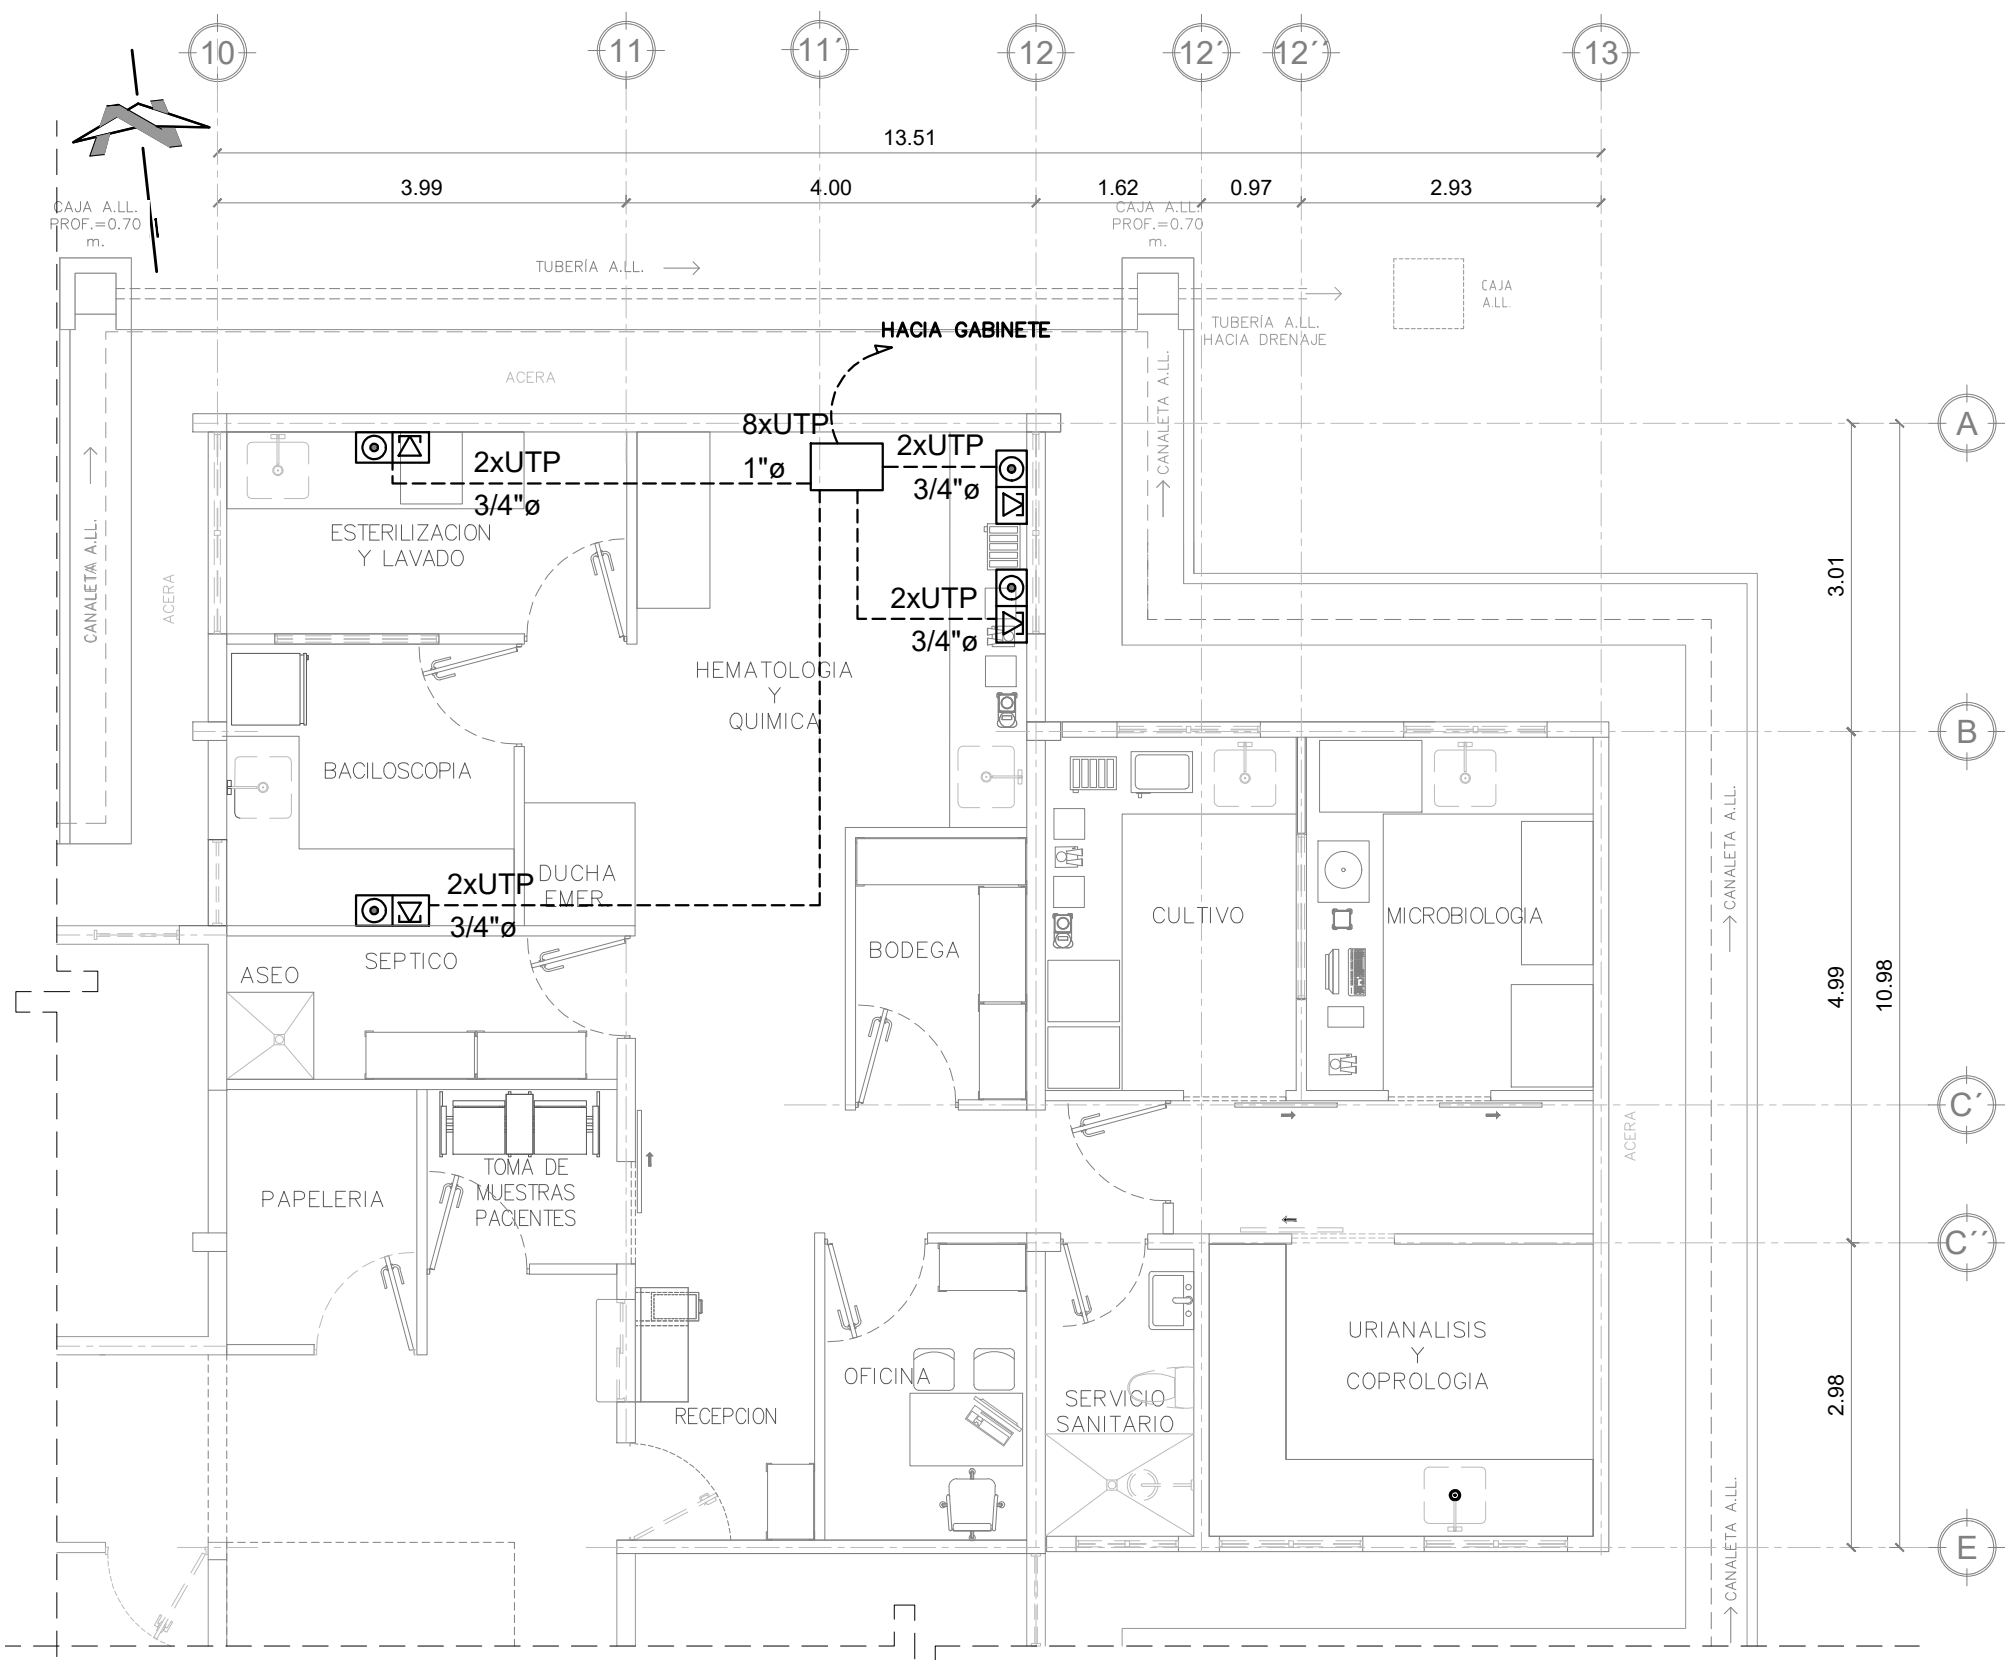 10
11
11´
12
12´
12´´
13
13.51
3.99
4.00
1.62
0.97
2.93
CAJA A.LL.
PROF.=0.70
m.
CAJA A.LL.
PROF.=0.70
m.
TUBERÍA A.LL.
CAJA
A.LL.
TUBERÍA A.LL.
HACIA DRENAJE
HACIA GABINETE
ACERA
CANALETA A.LL.
A
8xUTP
1"ø
2xUTP
3/4"ø
2xUTP
3/4"ø
ESTERILIZACION
Y LAVADO
CANALETA A.LL.
ACERA
3.01
2xUTP
3/4"ø
HEMATOLOGIA
Y
QUIMICA
B
BACILOSCOPIA
CANALETA A.LL.
2xUTP
3/4"ø
DUCHA
EMER.
CULTIVO
MICROBIOLOGIA
BODEGA
SEPTICO
ASEO
4.99
10.98
C´
ACERA
TOMA DE
MUESTRAS
PACIENTES
PAPELERIA
C´´
URIANALISIS
Y
COPROLOGIA
OFICINA
RECEPCION
SERVICIO
SANITARIO
2.98
CANALETA A.LL.
E